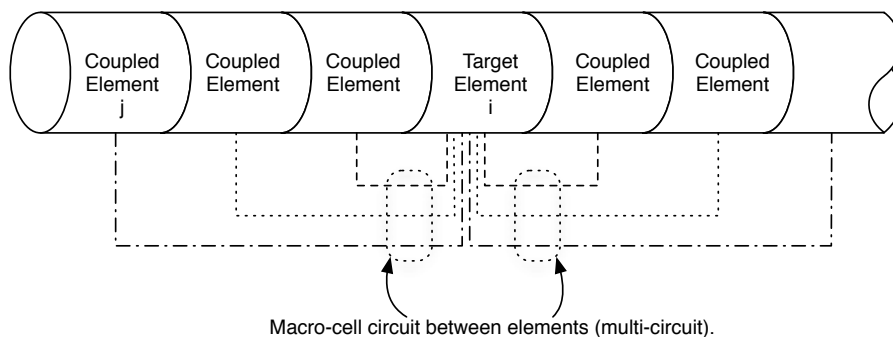 Coupled
Element
j
Coupled
Element
Coupled
Element
Target
Element
i
Coupled
Element
Coupled
Element
Macro-cell circuit between elements (multi-circuit).